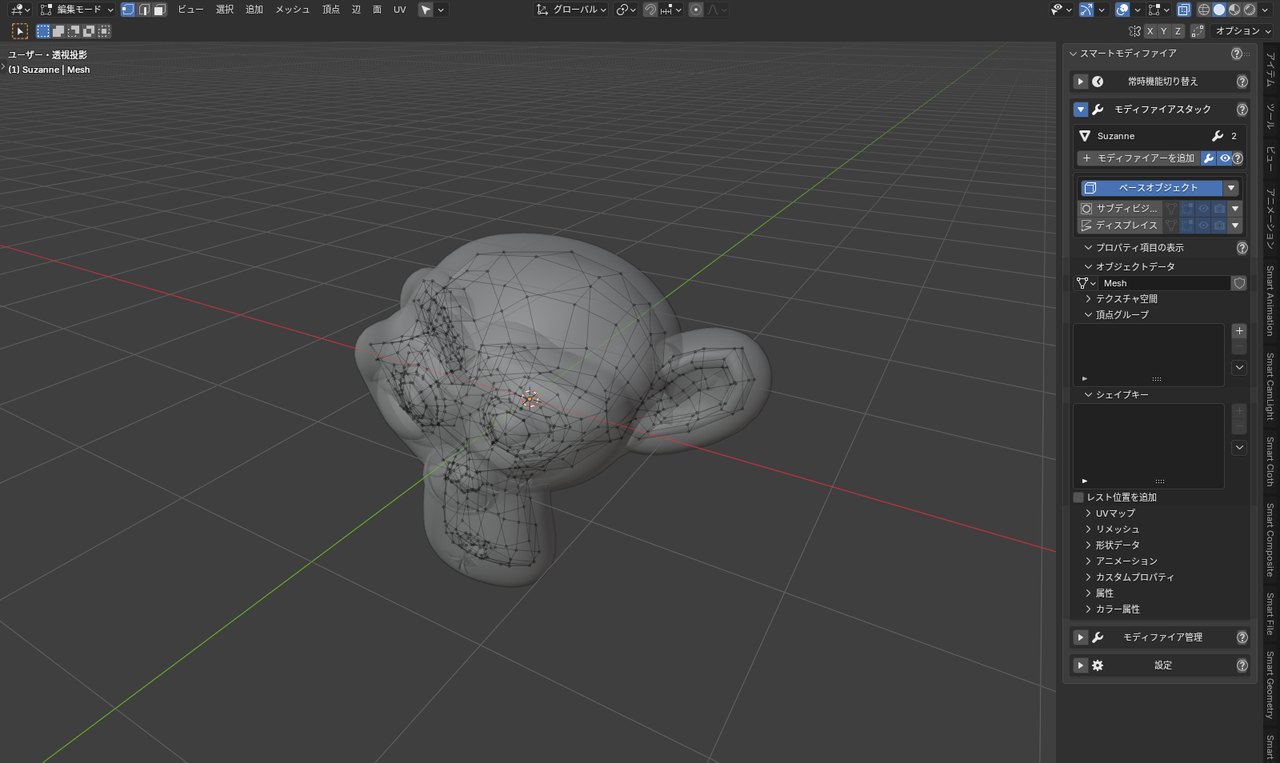 編集モード
ビュー 選択 追加 メッシュ 頂点 辺 面 UV
グローバル
X Y Z
オプション
ユーザー・透視投影
(1) Suzanne | Mesh
スマートモディファイア
常時機能切り替え
モディファイアスタック
Suzanne 2
モディファイアーを追加
ベースオブジェクト
サブディビジ...
ディスプレイス
プロパティ項目の表示
オブジェクトデータ
Mesh
テクスチャ空間
頂点グループ
シェイプキー
レスト位置を追加
UVマップ
リメッシュ
形状データ
アニメーション
カスタムプロパティ
属性
カラー属性
モディファイア管理
設定
アイテム
ツール
ビュー
アニメーション
Smart Animation
Smart CamLight
Smart Cloth
Smart Composite
Smart File
Smart Geometry
Smart